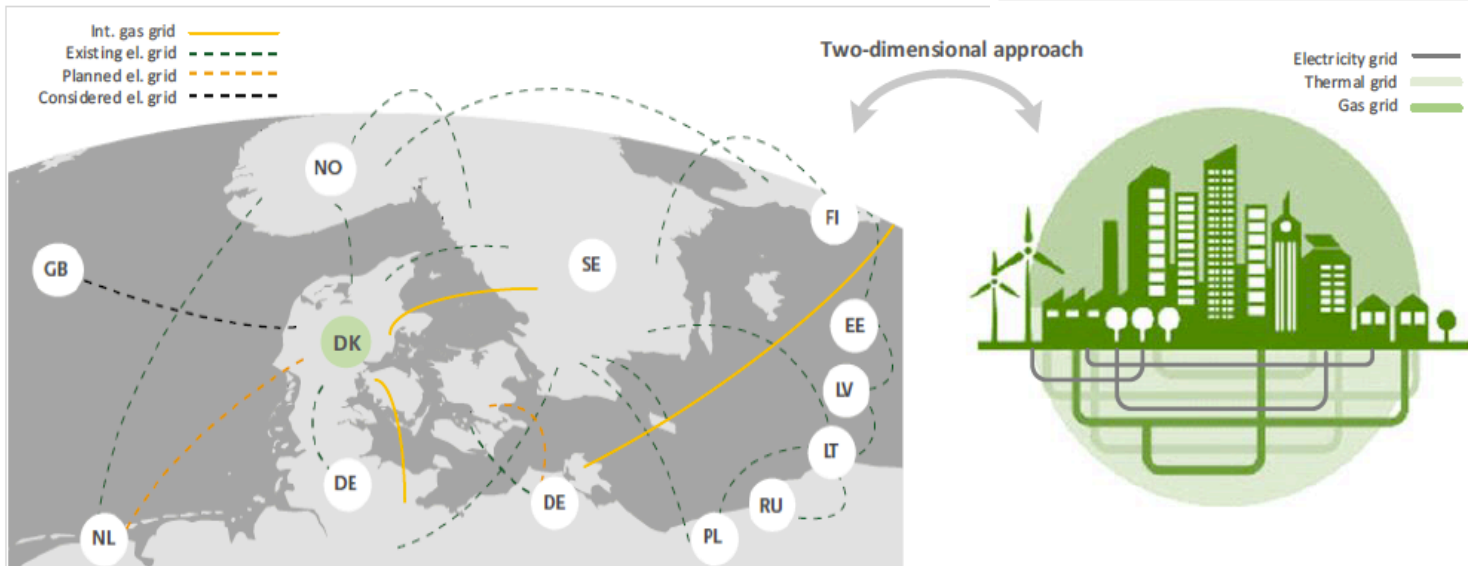 Int. gas grid
Existing el. grid
Planned el. grid
Considered el. grid
Two-dimensional approach
Electricity grid
Thermal grid
Gas grid
NO
FI
GB
SE
EE
DK
LV
LT
DE
DE
RU
NL
PL